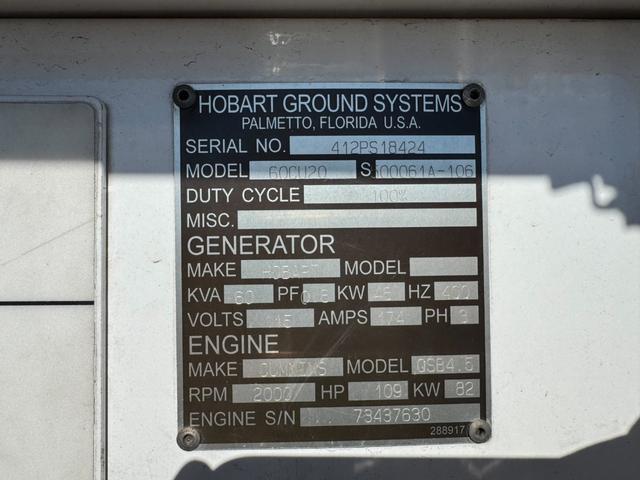 HOBART GROUND SYSTEMS
PALMETTO, FLORIDA U.S.A.
SERIAL NO. 412PS18424
MODEL 60CU20 S 500061A-106
DUTY CYCLE 100%
MISC.
GENERATOR
MAKE HOBART MODEL
KVA 60 PF 0.8 KW 48 HZ 400
VOLTS 115 AMPS 174 PH 3
ENGINE
MAKE CUMMINS MODEL QSB4.5
RPM 2000 HP 109 KW 82
ENGINE S/N 73437630
288917